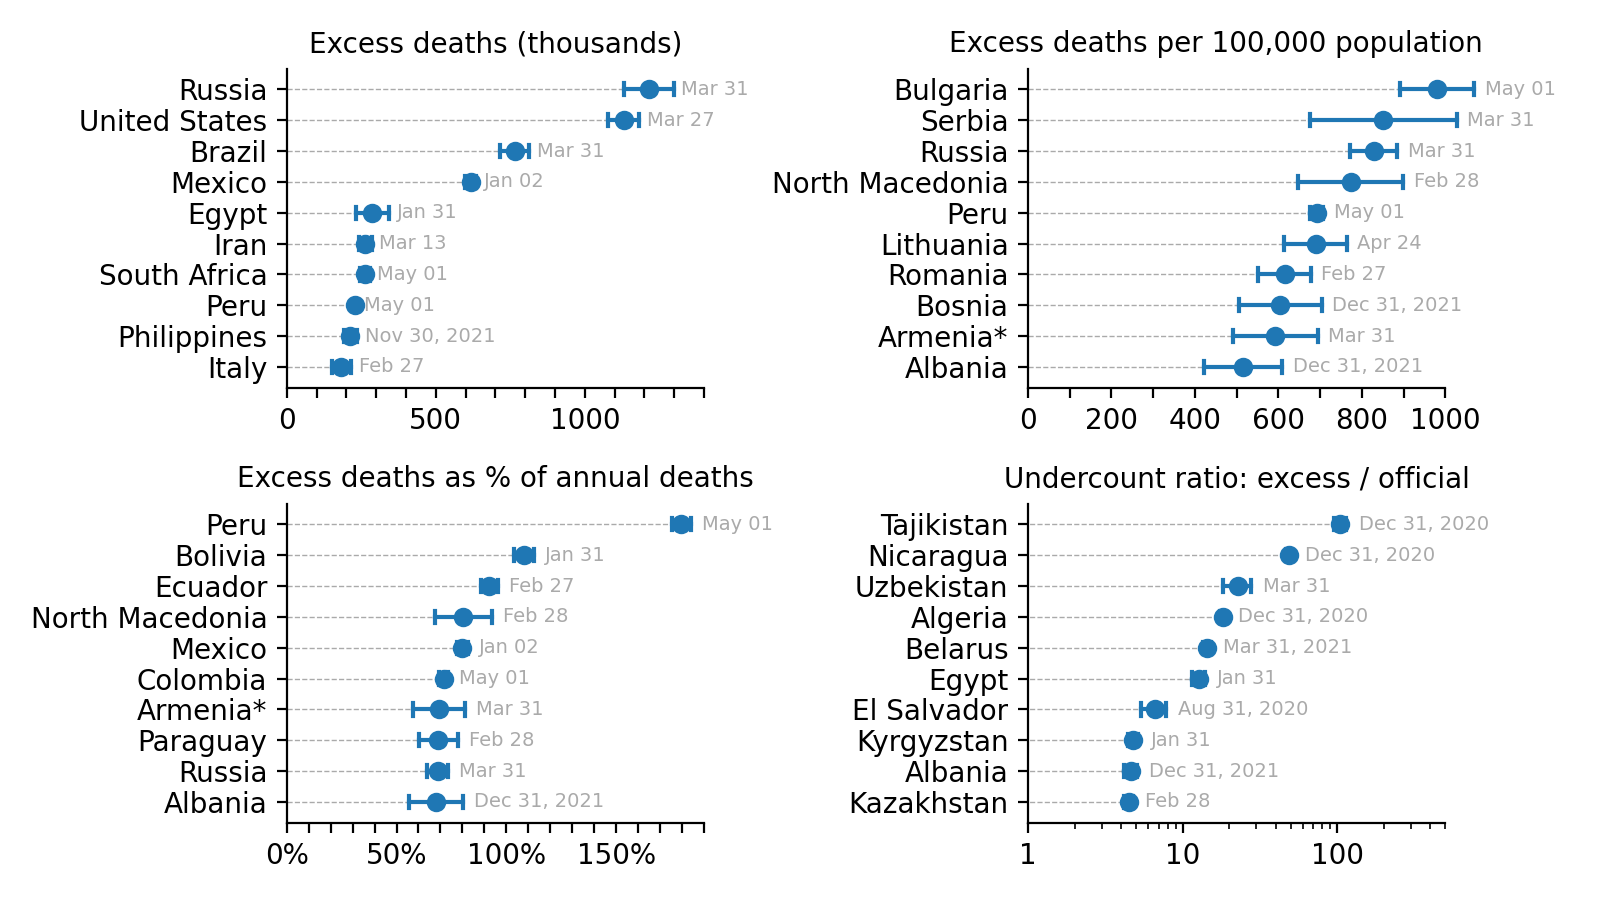 Excess deaths (thousands)
Russia Mar 31
United States Mar 27
Brazil Mar 31
Mexico Jan 02
Egypt Jan 31
Iran Mar 13
South Africa May 01
Peru May 01
Philippines Nov 30, 2021
Italy Feb 27
0 500 1000
Excess deaths per 100,000 population
Bulgaria May 01
Serbia Mar 31
Russia Mar 31
North Macedonia Feb 28
Peru May 01
Lithuania Apr 24
Romania Feb 27
Bosnia Dec 31, 2021
Armenia* Mar 31
Albania Dec 31, 2021
0 200 400 600 800 1000
Excess deaths as % of annual deaths
Peru May 01
Bolivia Jan 31
Ecuador Feb 27
North Macedonia Feb 28
Mexico Jan 02
Colombia May 01
Armenia* Mar 31
Paraguay Feb 28
Russia Mar 31
Albania Dec 31, 2021
0% 50% 100% 150%
Undercount ratio: excess / official
Tajikistan Dec 31, 2020
Nicaragua Dec 31, 2020
Uzbekistan Mar 31
Algeria Dec 31, 2020
Belarus Mar 31, 2021
Egypt Jan 31
El Salvador Aug 31, 2020
Kyrgyzstan Jan 31
Albania Dec 31, 2021
Kazakhstan Feb 28
1 10 100